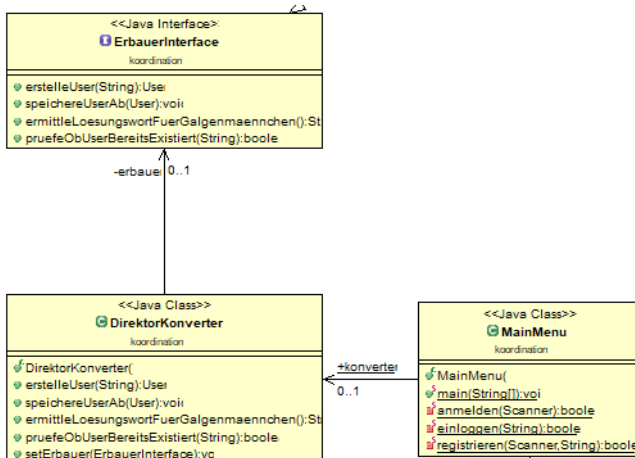 <<Java Interface>>
ErbauerInterface
koordination
erstelleUser(String):User
speichereUserAb(User):void
ermittleLoesungswortFuerGalgenmaennchen():St
pruefeObUserBereitsExistiert(String):boole
-erbauer 0..1
<<Java Class>>
DirektorKonverter
koordination
DirektorKonverter(
erstelleUser(String):User
speichereUserAb(User):void
ermittleLoesungswortFuerGalgenmaennchen():St
pruefeObUserBereitsExistiert(String):boole
setErbauer(ErbauerInterface):vo
+konverter
0..1
<<Java Class>>
MainMenu
koordination
MainMenu(
main(String[]):voi
anmelden(Scanner):boole
einloggen(String):boole
registrieren(Scanner,String):boole